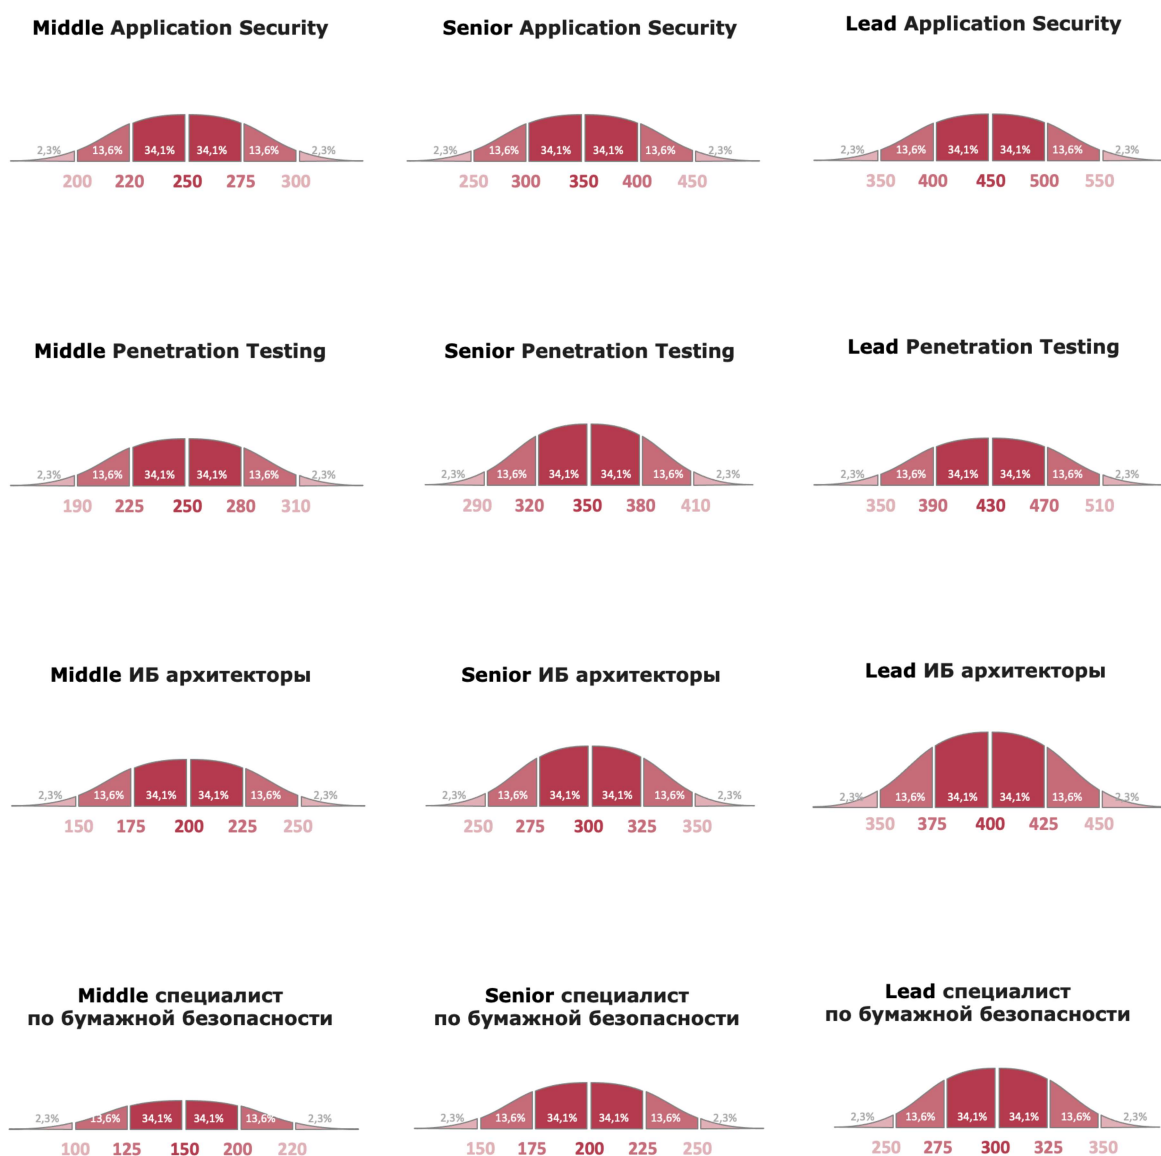 Middle Application Security
2,3% 13,6% 34,1% 34,1% 13,6% 2,3%
200 220 250 275 300
Senior Application Security
2,3% 13,6% 34,1% 34,1% 13,6% 2,3%
250 300 350 400 450
Lead Application Security
2,3% 13,6% 34,1% 34,1% 13,6% 2,3%
350 400 450 500 550
Middle Penetration Testing
2,3% 13,6% 34,1% 34,1% 13,6% 2,3%
190 225 250 280 310
Senior Penetration Testing
2,3% 13,6% 34,1% 34,1% 13,6% 2,3%
290 320 350 380 410
Lead Penetration Testing
2,3% 13,6% 34,1% 34,1% 13,6% 2,3%
350 390 430 470 510
Middle ИБ архитекторы
2,3% 13,6% 34,1% 34,1% 13,6% 2,3%
150 175 200 225 250
Senior ИБ архитекторы
2,3% 13,6% 34,1% 34,1% 13,6% 2,3%
250 275 300 325 350
Lead ИБ архитекторы
2,3% 13,6% 34,1% 34,1% 13,6% 2,3%
350 375 400 425 450
Middle специалист
по бумажной безопасности
2,3% 13,6% 34,1% 34,1% 13,6% 2,3%
100 125 150 200 220
Senior специалист
по бумажной безопасности
2,3% 13,6% 34,1% 34,1% 13,6% 2,3%
150 175 200 225 250
Lead специалист
по бумажной безопасности
2,3% 13,6% 34,1% 34,1% 13,6% 2,3%
250 275 300 325 350